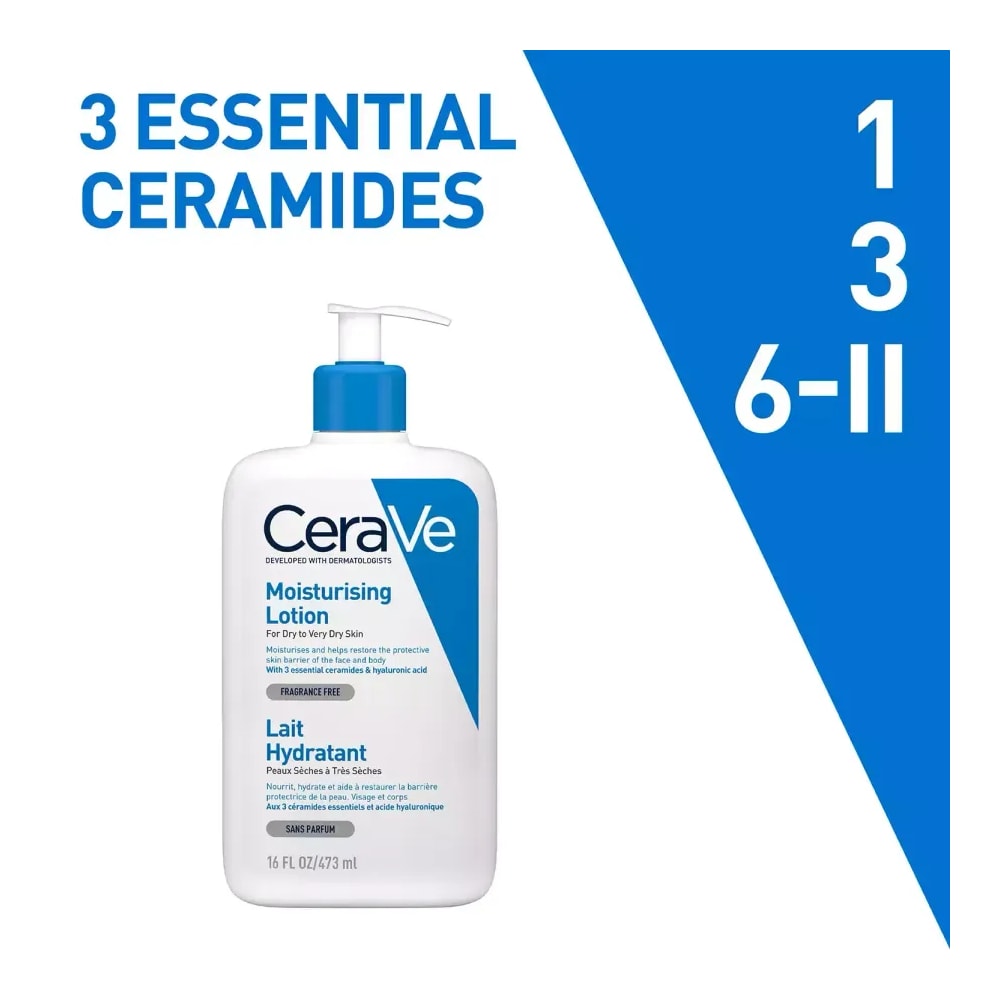 3 ESSENTIAL
CERAMIDES
1
3
6-II
CeraVe
DEVELOPED WITH DERMATOLOGISTS
Moisturising
Lotion
For Dry to Very Dry Skin
Moisturises and helps restore the protective
skin barrier of the face and body
With 3 essential ceramides & hyaluronic acid
FRAGRANCE FREE
Lait
Hydratant
Peaux Sèches à Très Sèches
Nourrit, hydrate et aide à restaurer la barrière
protectrice de la peau. Visage et corps
Aux 3 céramides essentiels et acide hyaluronique
SANS PARFUM
16 FL OZ/473 ml